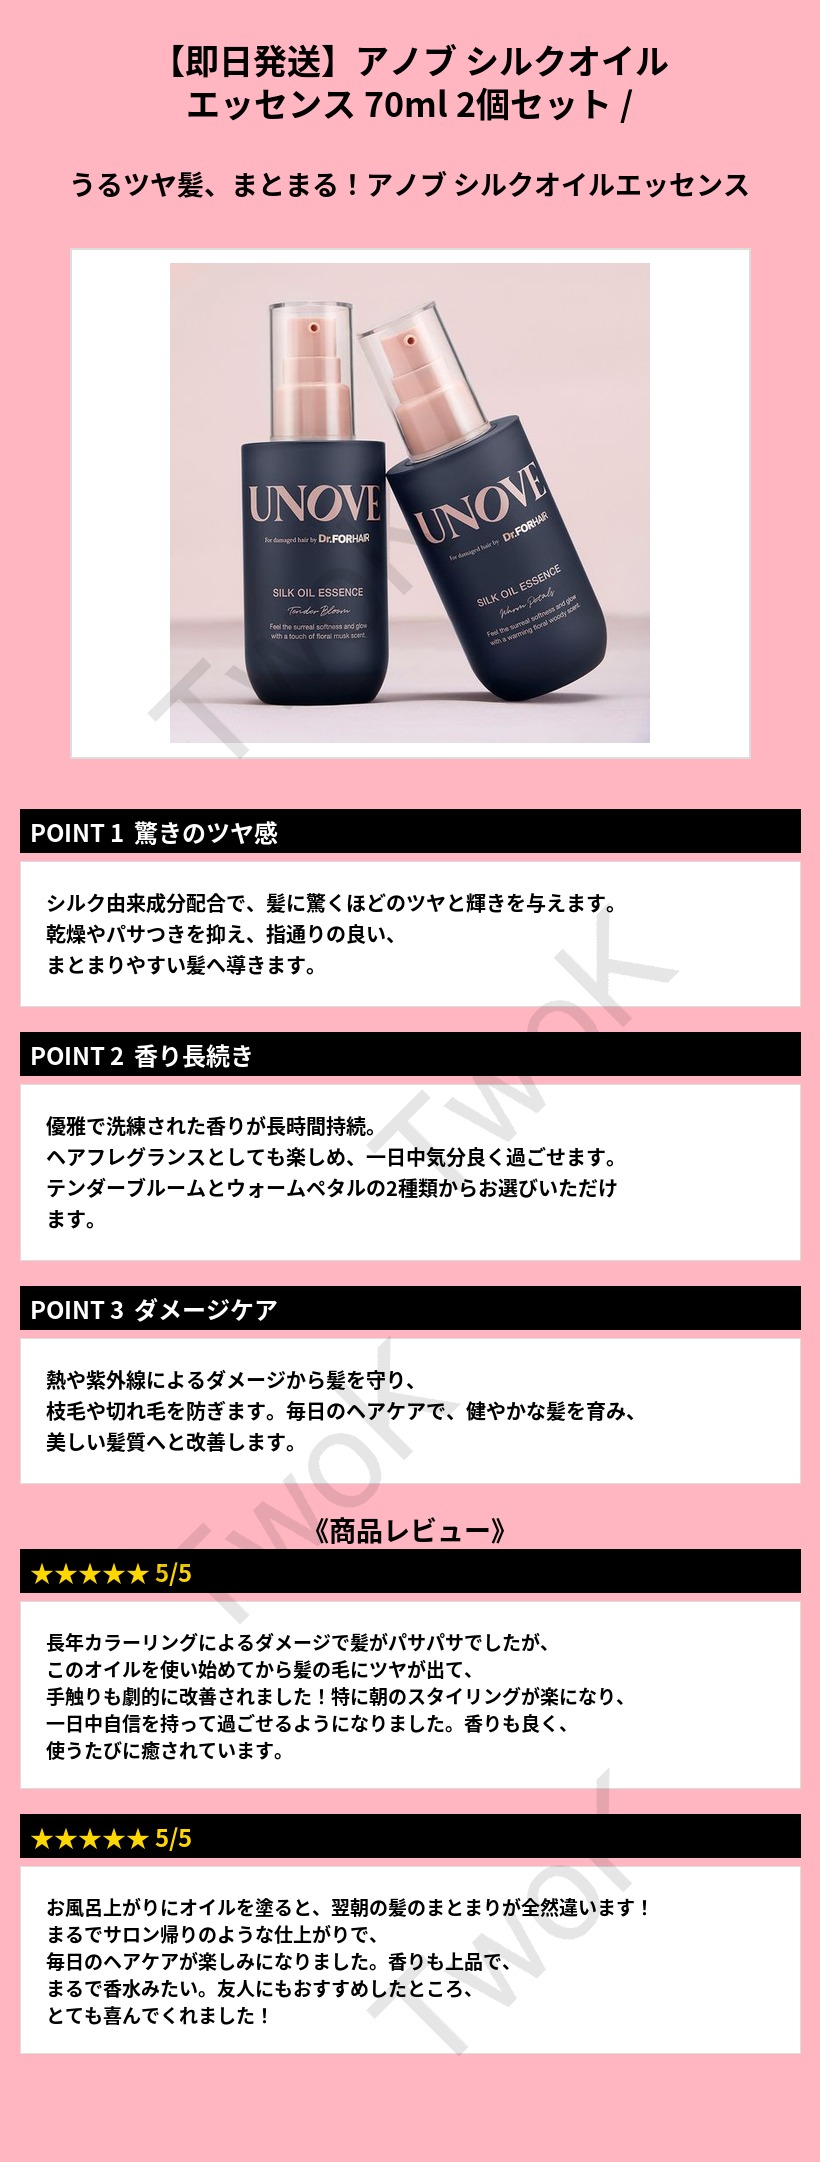 【即日発送】アノブ シルクオイル
エッセンス 70ml 2個セット /
うるツヤ髪、まとまる！アノブ シルクオイルエッセンス
UNOVE
For damaged hair by Dr.FORHAIR
SILK OIL ESSENCE
Tender Bloom
Feel the surreal softness and glow
with a touch of floral musk scent.
UNOVE
For damaged hair by Dr.FORHAIR
SILK OIL ESSENCE
Warm Petals
Feel the surreal softness and glow
with a warming floral woody scent.
TwoK
POINT 1 驚きのツヤ感
シルク由来成分配合で、髪に驚くほどのツヤと輝きを与えます。
乾燥やパサつきを抑え、指通りの良い、
まとまりやすい髪へ導きます。
TwoK
POINT 2 香り長続き
優雅で洗練された香りが長時間持続。
ヘアフレグランスとしても楽しめ、一日中気分良く過ごせます。
テンダーブルームとウォームペタルの2種類からお選びいただけ
ます。
POINT 3 ダメージケア
熱や紫外線によるダメージから髪を守り、
枝毛や切れ毛を防ぎます。毎日のヘアケアで、健やかな髪を育み、
美しい髪質へと改善します。
TwoK
《商品レビュー》
★★★★★ 5/5
長年カラーリングによるダメージで髪がパサパサでしたが、
このオイルを使い始めてから髪の毛にツヤが出て、
手触りも劇的に改善されました！特に朝のスタイリングが楽になり、
一日中自信を持って過ごせるようになりました。香りも良く、
使うたびに癒されています。
★★★★★ 5/5
お風呂上がりにオイルを塗ると、翌朝の髪のまとまりが全然違います！
まるでサロン帰りのような仕上がりで、
毎日のヘアケアが楽しみになりました。香りも上品で、
まるで香水みたい。友人にもおすすめしたところ、
とても喜んでくれました！
TwoK